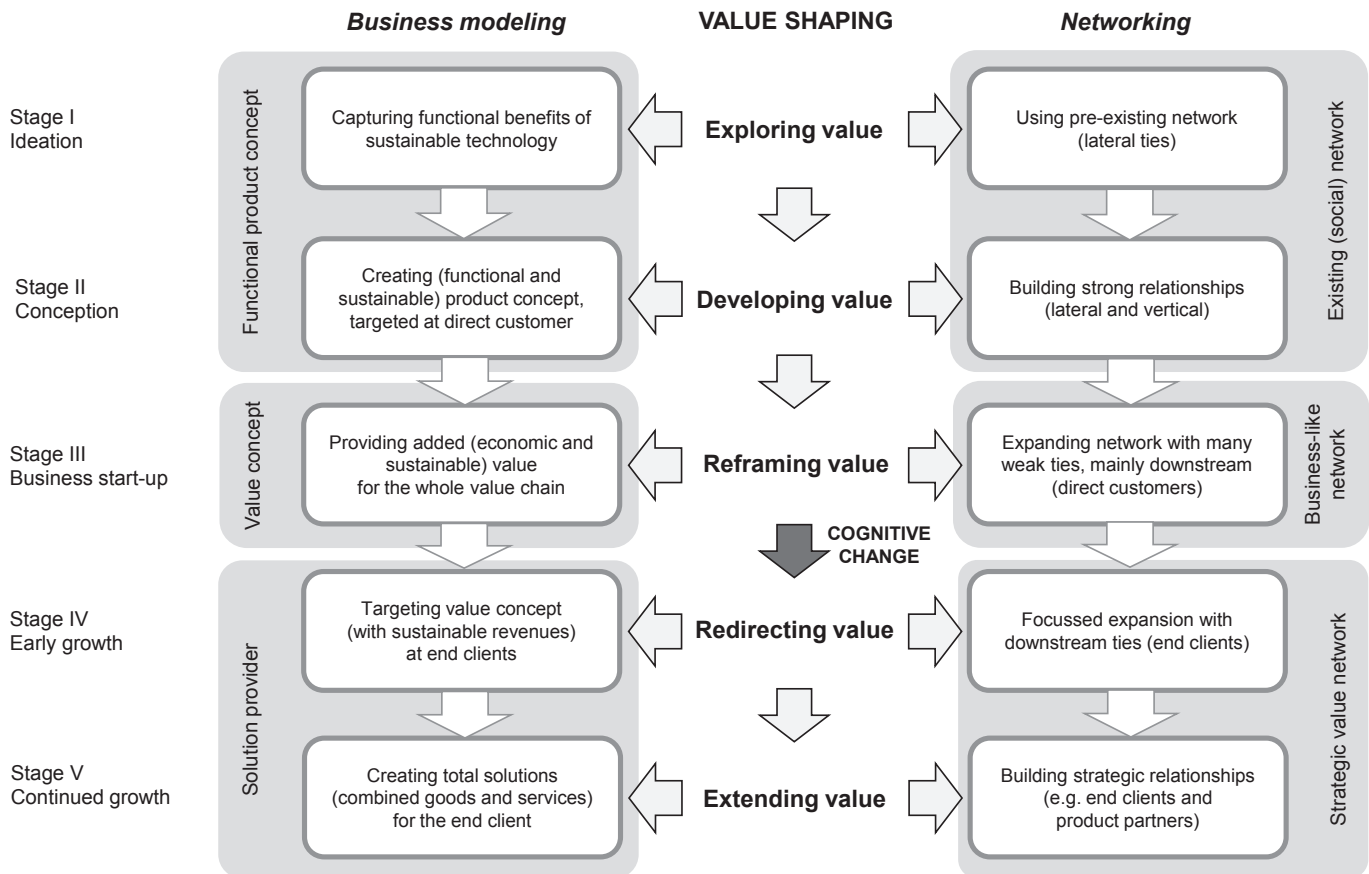 Business modeling
VALUE SHAPING
Networking
Stage I
Ideation
Functional product concept
Capturing functional benefits of
sustainable technology
Exploring value
Using pre-existing network
(lateral ties)
Existing (social) network
Stage II
Conception
Creating (functional and
sustainable) product concept,
targeted at direct customer
Developing value
Building strong relationships
(lateral and vertical)
Stage III
Business start-up
Value concept
Providing added (economic and
sustainable) value
for the whole value chain
Reframing value
Expanding network with many
weak ties, mainly downstream
(direct customers)
Business-like
network
COGNITIVE
CHANGE
Stage IV
Early growth
Solution provider
Targeting value concept
(with sustainable revenues)
at end clients
Redirecting value
Focussed expansion with
downstream ties (end clients)
Strategic value network
Stage V
Continued growth
Creating total solutions
(combined goods and services)
for the end client
Extending value
Building strategic relationships
(e.g. end clients and
product partners)